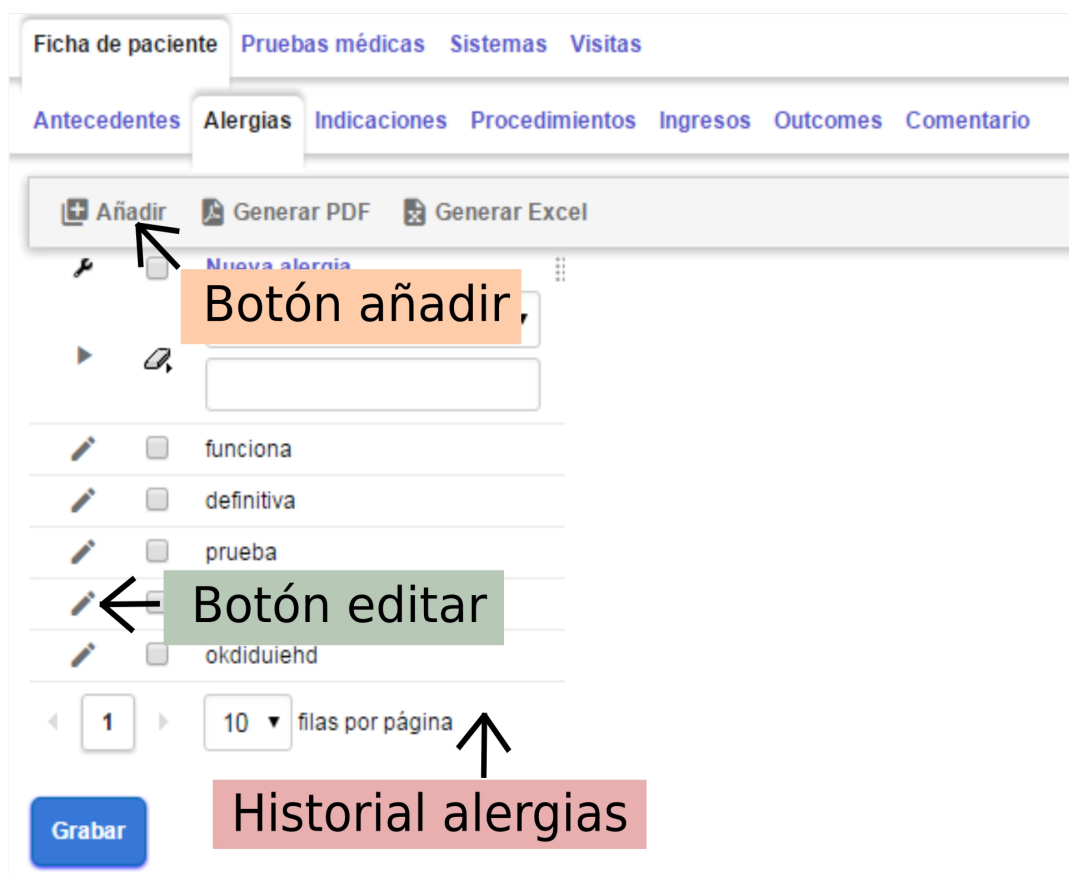 Ficha de paciente Pruebas médicas Sistemas Visitas
Antecedentes Alergias Indicaciones Procedimientos Ingresos Outcomes Comentario
Añadir Generar PDF Generar Excel
Nueva alergia
Botón añadir
funciona
definitiva
prueba
Botón editar
okdiduiehd
1 10 filas por página
Historial alergias
Grabar